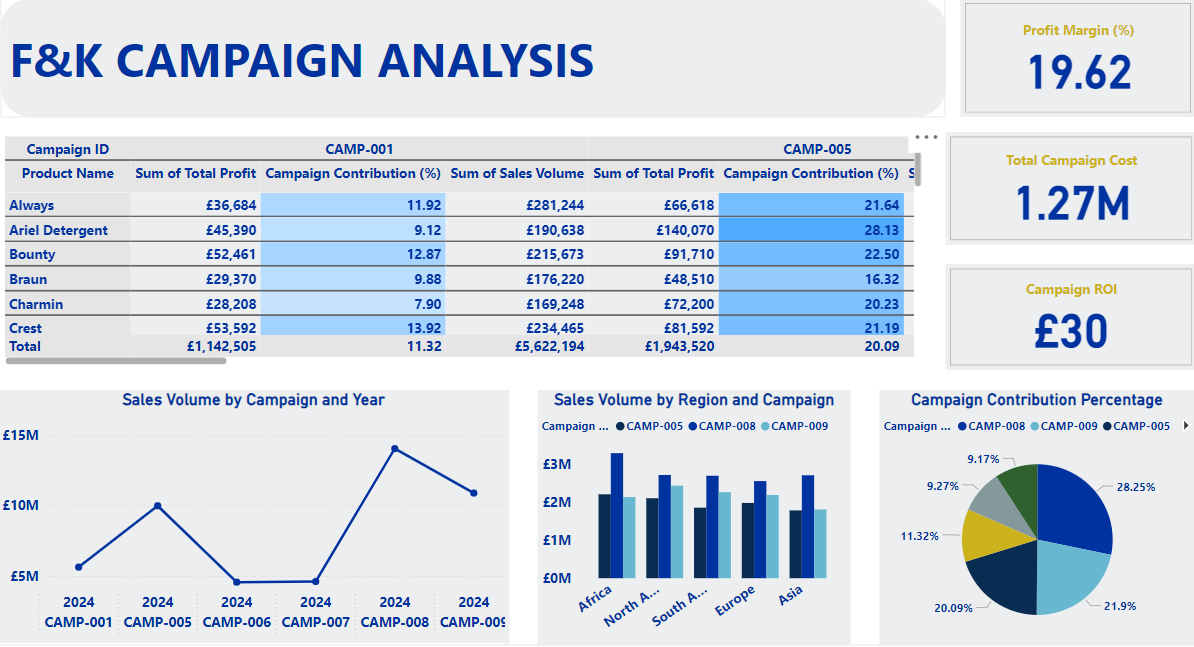 F&K CAMPAIGN ANALYSIS
Profit Margin (%)
19.62
Total Campaign Cost
1.27M
Campaign ROI
£30
Campaign ID CAMP-001 CAMP-005
Product Name Sum of Total Profit Campaign Contribution (%) Sum of Sales Volume Sum of Total Profit Campaign Contribution (%) S
Always £36,684 11.92 £281,244 £66,618 21.64
Ariel Detergent £45,390 9.12 £190,638 £140,070 28.13
Bounty £52,461 12.87 £215,673 £91,710 22.50
Braun £29,370 9.88 £176,220 £48,510 16.32
Charmin £28,208 7.90 £169,248 £72,200 20.23
Crest £53,592 13.92 £234,465 £81,592 21.19
Total £1,142,505 11.32 £5,622,194 £1,943,520 20.09
Sales Volume by Campaign and Year
£15M
£10M
£5M
2024 2024 2024 2024 2024 2024
CAMP-001 CAMP-005 CAMP-006 CAMP-007 CAMP-008 CAMP-009
Sales Volume by Region and Campaign
Campaign ... CAMP-005 CAMP-008 CAMP-009
£3M
£2M
£1M
£0M
Africa North A... South A... Europe Asia
Campaign Contribution Percentage
Campaign ... CAMP-008 CAMP-009 CAMP-005
9.17%
28.25%
9.27%
11.32%
20.09%
21.9%